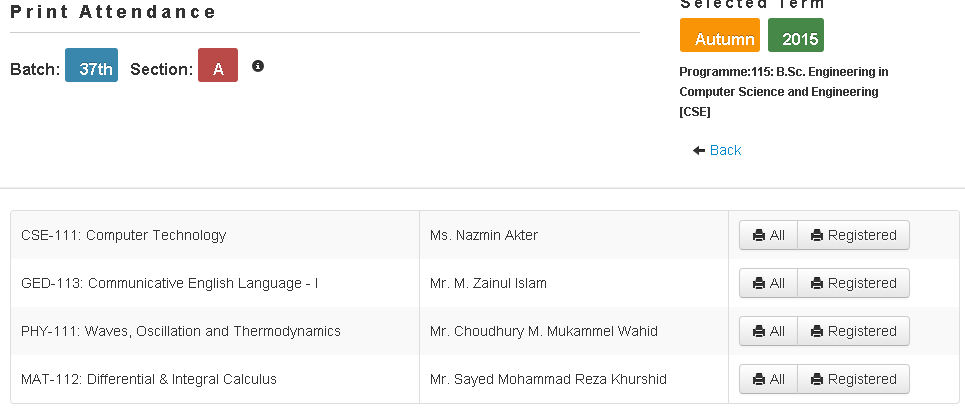 Print Attendance
Batch: 37th Section: A
Selected Term
Autumn 2015
Programme:115: B.Sc. Engineering in
Computer Science and Engineering
[CSE]
Back
CSE-111: Computer Technology Ms. Nazmin Akter All Registered
GED-113: Communicative English Language - I Mr. M. Zainul Islam All Registered
PHY-111: Waves, Oscillation and Thermodynamics Mr. Choudhury M. Mukammel Wahid All Registered
MAT-112: Differential & Integral Calculus Mr. Sayed Mohammad Reza Khurshid All Registered